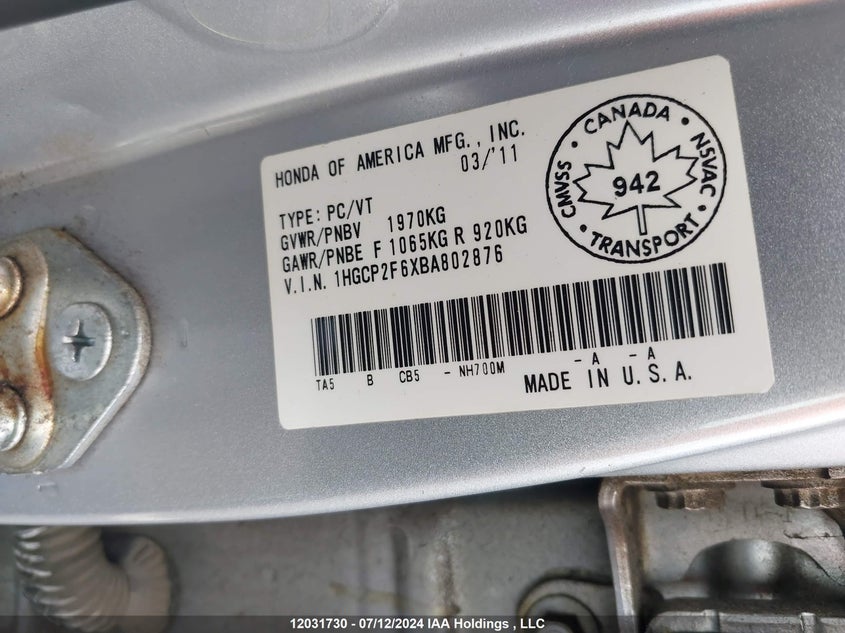 HONDA OF AMERICA MFG., INC.
03/'11
TYPE: PC/VT
GVWR/PNBV 1970KG
GAWR/PNBE F 1065KG R 920KG
V.I.N. 1HGCP2F6XBA802876
CANADA • NSVAC • TRANSPORT • CMVSS •
942
TA5 B CB5 - NH700M - A - A
MADE IN U.S.A.
12031730 - 07/12/2024 IAA Holdings , LLC